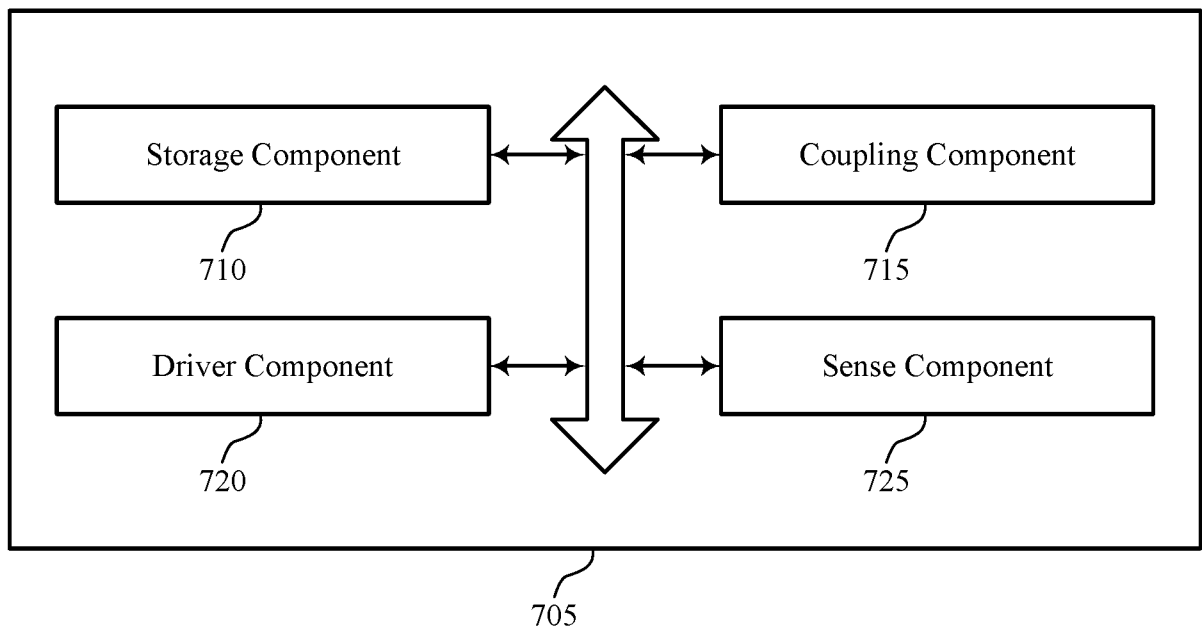 Storage Component
Coupling Component
710
715
Driver Component
Sense Component
720
725
705